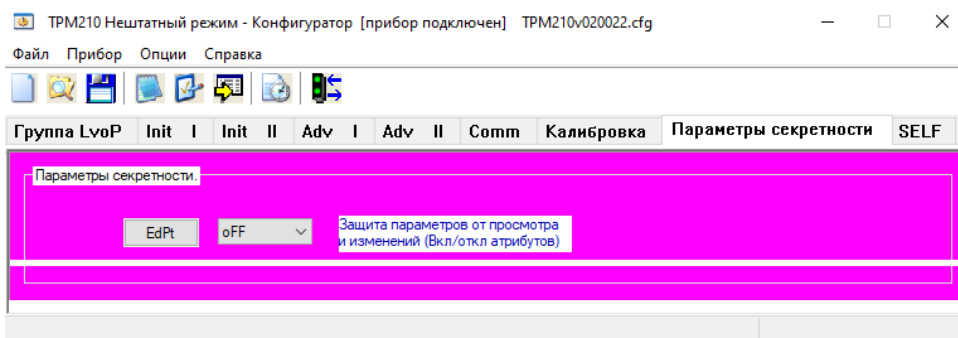 ТРМ210 Нештатный режим - Конфигуратор [прибор подключен] TPM210v020022.cfg
Файл Прибор Опции Справка
Группа LvoP Init I Init II Adv I Adv II Comm Калибровка Параметры секретности SELF
Параметры секретности.
EdPt oFF Защита параметров от просмотра
и изменений (Вкл/откл атрибутов)